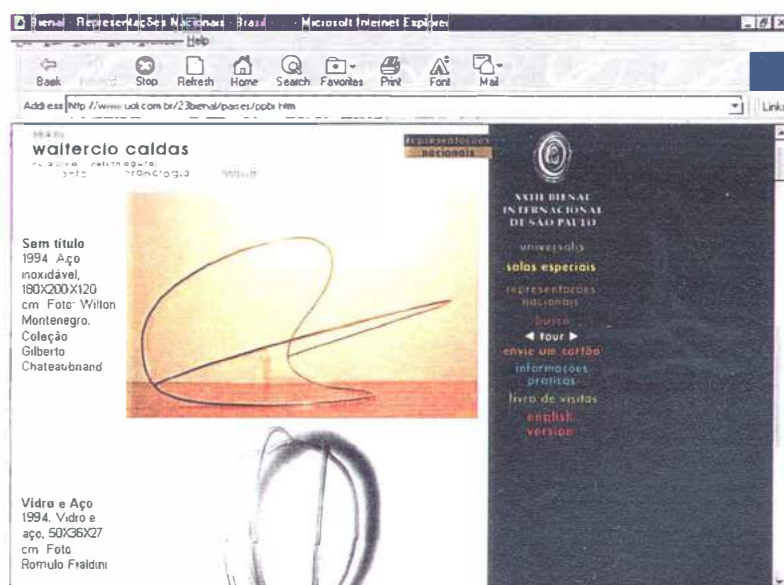 Bienal - Representações Nacionais - Brasil - Microsoft Internet Explorer
Help
Back
Stop
Refresh
Home
Search
Favorites
Print
Font
Mail
Address http://www.uol.com.br/23bienal/paises/ppbr.htm
Links
waltercio caldas
nelson aguilar
cronologia
representações
nacionais
Sem título
1994. Aço
inoxidável,
180X200X120
cm Foto: Wilton
Montenegro.
Coleção
Gilberto
Chateaubriand
Vidro e Aço
1994. Vidro e
aço, 50X36X27
cm Foto
Romulo Fialdini
XXIII BIENAL
INTERNACIONAL
DE SÃO PAULO
universalis
salas especiais
representações
nacionais
busca
◀ tour ▶
envie um cartão
informações
práticas
livro de visitas
english
version